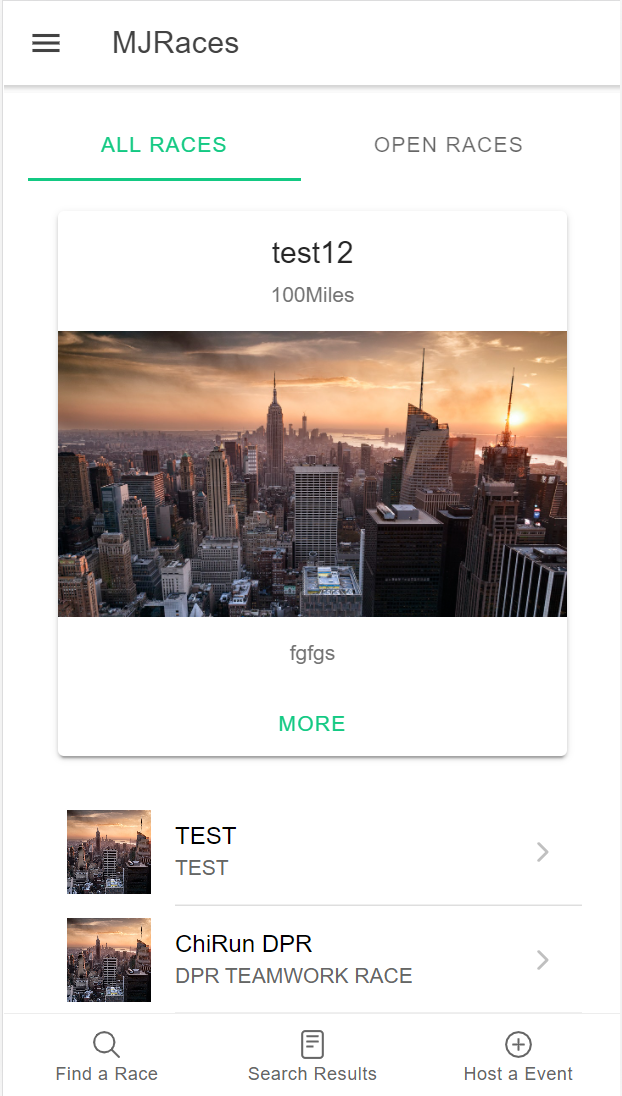 MJRaces
ALL RACES
OPEN RACES
test12
100Miles
fgfgs
MORE
TEST
TEST
ChiRun DPR
DPR TEAMWORK RACE
Find a Race
Search Results
Host a Event